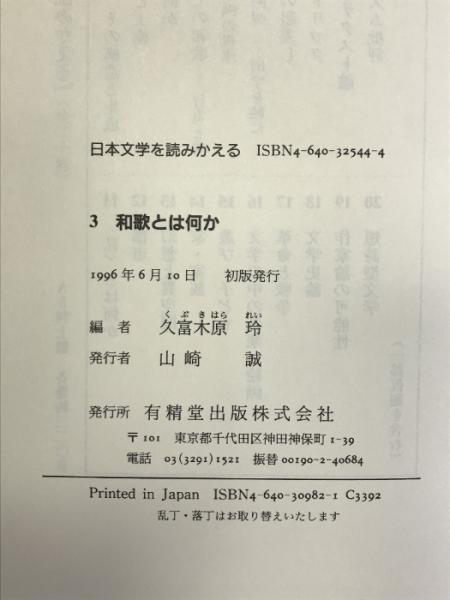 日本文学を読みかえる ISBN4-640-32544-4
3 和歌とは何か
1996年6月10日 初版発行
くぶきはら れい
編者 久富木原 玲
発行者 山崎 誠
発行所 有精堂出版株式会社
〒101 東京都千代田区神田神保町1-39
電話 03(3291)1521 振替00190-2-40684
Printed in Japan ISBN4-640-30982-1 C3392
乱丁・落丁はお取り替えいたします